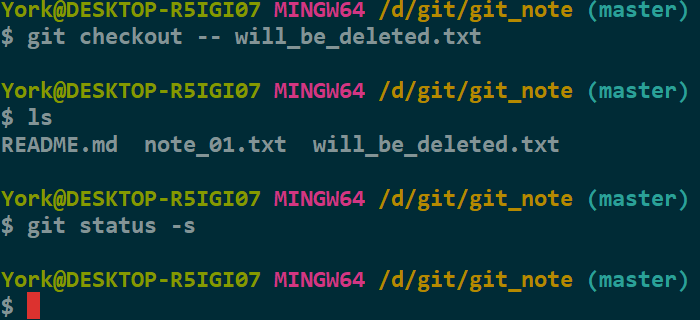 York@DESKTOP-R5IGI07 MINGW64 /d/git/git_note (master)
$ git checkout -- will_be_deleted.txt
York@DESKTOP-R5IGI07 MINGW64 /d/git/git_note (master)
$ ls
README.md  note_01.txt  will_be_deleted.txt
York@DESKTOP-R5IGI07 MINGW64 /d/git/git_note (master)
$ git status -s
York@DESKTOP-R5IGI07 MINGW64 /d/git/git_note (master)
$